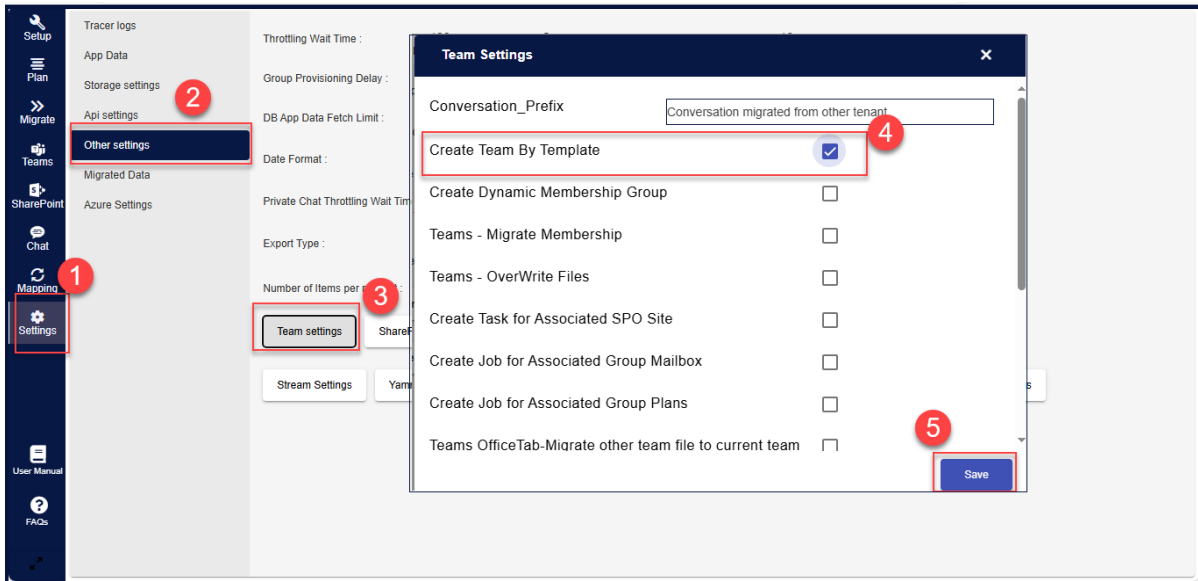 Setup
Plan
Migrate
Teams
SharePoint
Chat
Mapping
1
Settings
User Manual
FAQs
Tracer logs
App Data
Storage settings
2
Api settings
Other settings
Migrated Data
Azure Settings
Throttling Wait Time :
Group Provisioning Delay :
DB App Data Fetch Limit :
Date Format :
Private Chat Throttling Wait Tim
Export Type :
Number of Items per
3
Team settings
Stream Settings
Team Settings
Conversation_Prefix
Conversation migrated from other tenant
4
Create Team By Template
Create Dynamic Membership Group
Teams - Migrate Membership
Teams - OverWrite Files
Create Task for Associated SPO Site
Create Job for Associated Group Mailbox
Create Job for Associated Group Plans
Teams OfficeTab-Migrate other team file to current team
5
Save